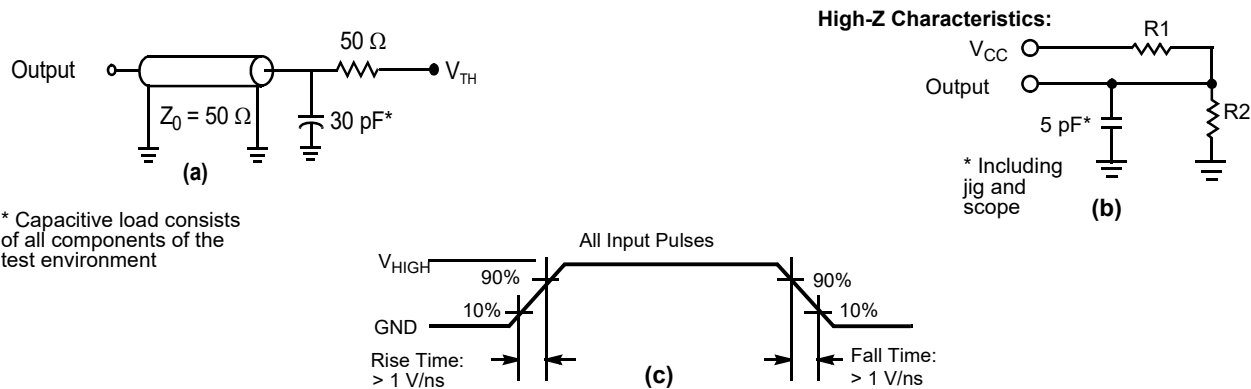 50 Ω
Output
V_TH
Z_0 = 50 Ω
30 pF*
(a)
* Capacitive load consists
of all components of the
test environment
High-Z Characteristics:
R1
V_CC
Output
R2
5 pF*
* Including
jig and
scope
(b)
All Input Pulses
V_HIGH
90%
90%
10%
10%
GND
Rise Time:
> 1 V/ns
(c)
Fall Time:
> 1 V/ns